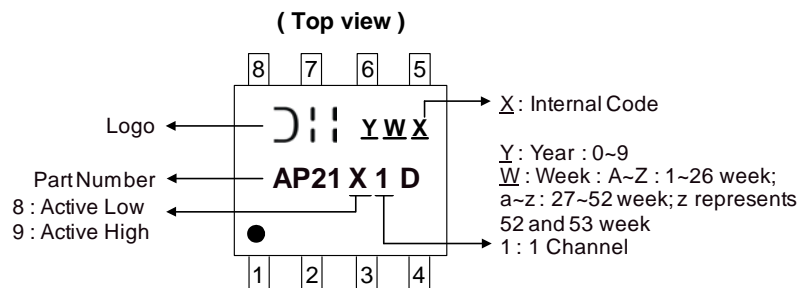 ( Top view )
8 7 6 5
Logo
Y W X
X : Internal Code
Part Number
AP21 X 1 D
8 : Active Low
9 : Active High
Y : Year : 0~9
W : Week : A~Z : 1~26 week;
a~z : 27~52 week; z represents
52 and 53 week
1 : 1 Channel
1 2 3 4